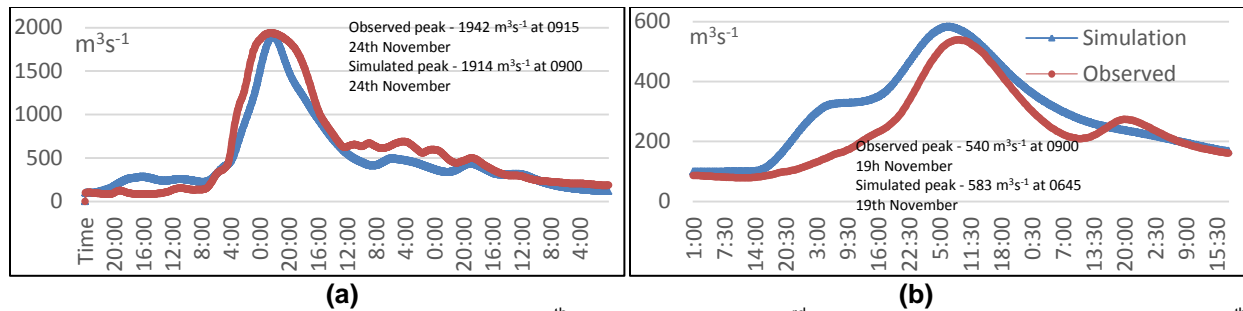 2000
1500
1000
500
0
m³s⁻¹
Observed peak - 1942 m³s⁻¹ at 0915
24th November
Simulated peak - 1914 m³s⁻¹ at 0900
24th November
Time
20:00
16:00
12:00
8:00
4:00
0:00
20:00
16:00
12:00
8:00
4:00
0:00
20:00
16:00
12:00
8:00
4:00
(a)
600
400
200
0
m³s⁻¹
Simulation
Observed
Observed peak - 540 m³s⁻¹ at 0900
19h November
Simulated peak - 583 m³s⁻¹ at 0645
19th November
1:00
7:30
14:00
20:30
3:00
9:30
16:00
22:30
5:00
11:30
18:00
0:30
7:00
13:30
20:00
2:30
9:00
15:30
(b)
th
rd
th